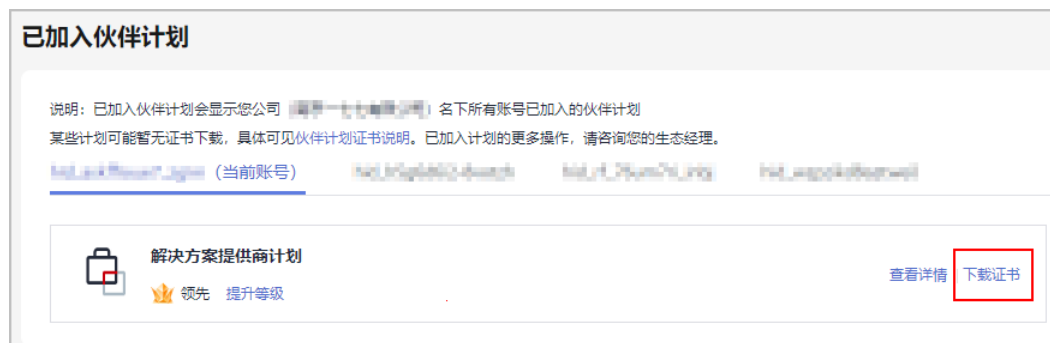 已加入伙伴计划
说明：已加入伙伴计划会显示您公司（）名下所有账号已加入的伙伴计划
某些计划可能暂无证书下载，具体可见伙伴计划证书说明。已加入计划的更多操作，请咨询您的生态经理。
（当前账号）
解决方案提供商计划
领先 提升等级
查看详情 下载证书